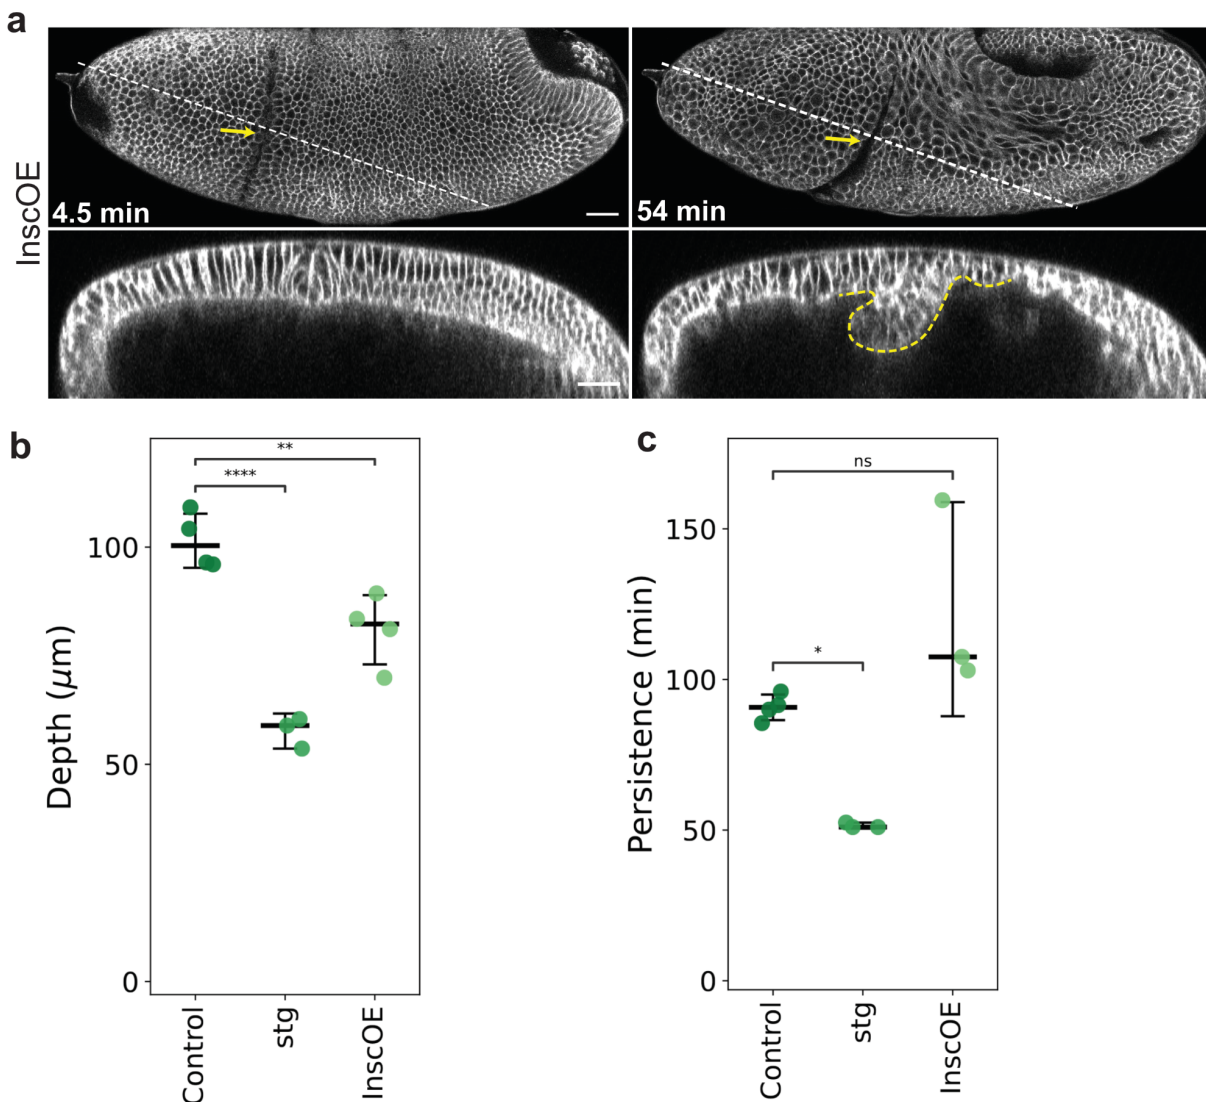 a
InscOE
4.5 min
54 min
b
**
****
100
50
0
Depth (μm)
Control
stg
InscOE
c
ns
*
150
100
50
0
Persistence (min)
Control
stg
InscOE